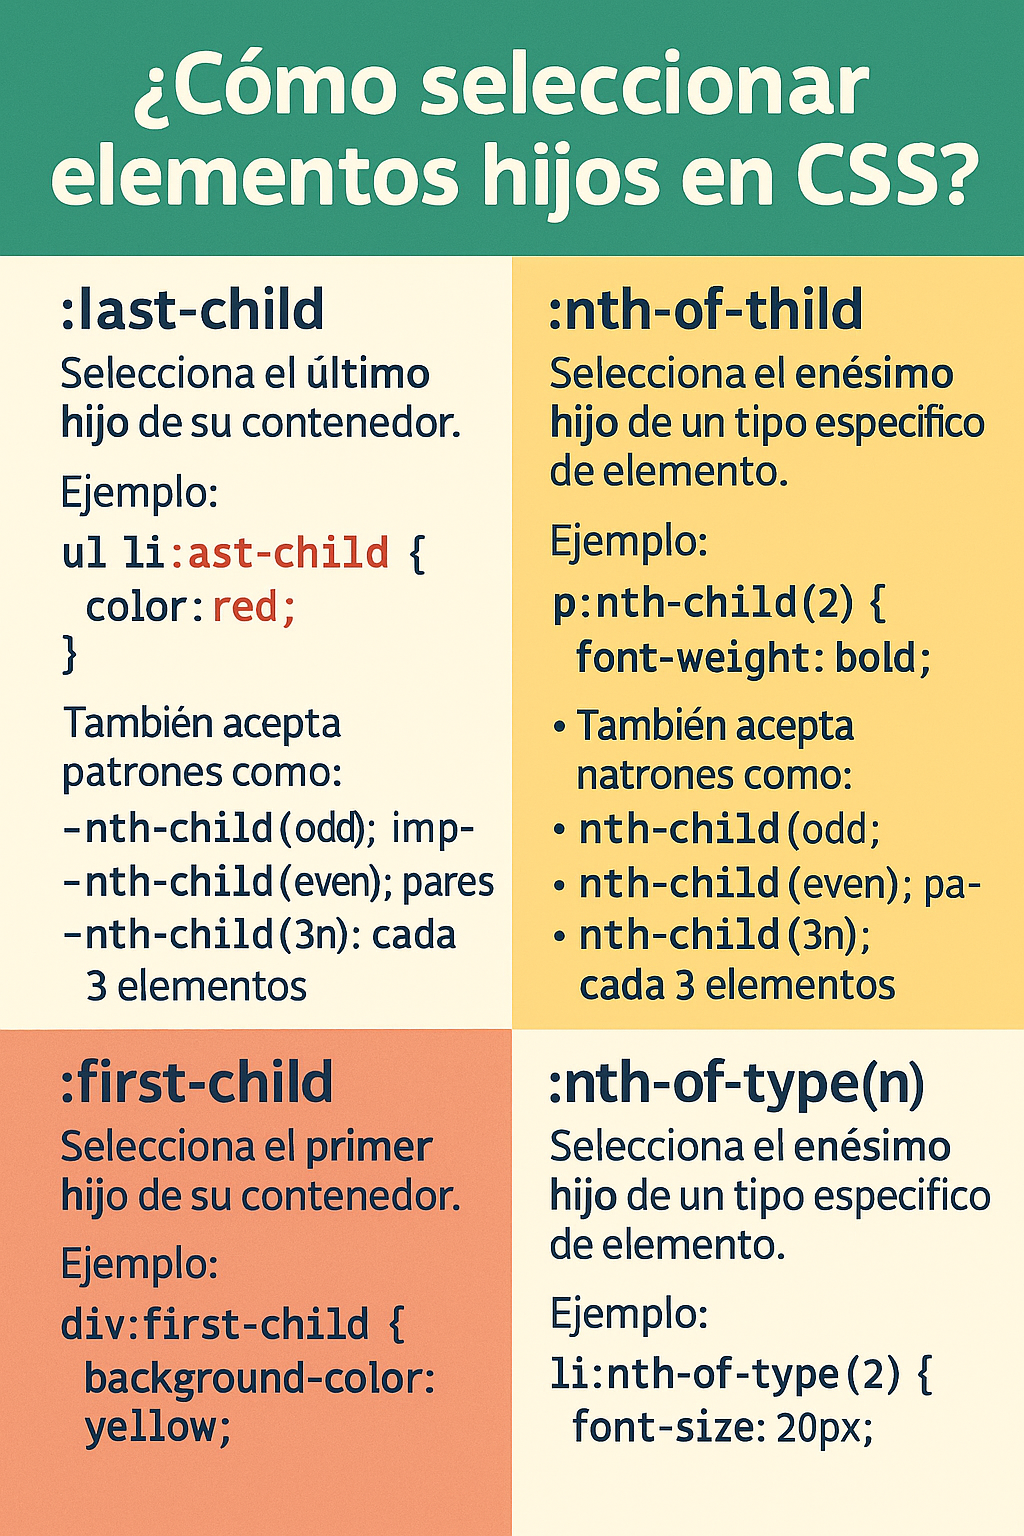 ¿Cómo seleccionar
elementos hijos en CSS?
:last-child
Selecciona el último
hijo de su contenedor.
Ejemplo:
ul li:ast-child {
color: red;
}
También acepta
patrones como:
-nth-child(odd); imp-
-nth-child(even); pares
-nth-child(3n): cada
3 elementos
:nth-of-thild
Selecciona el enésimo
hijo de un tipo especifico
de elemento.
Ejemplo:
p:nth-child(2) {
font-weight: bold;
• También acepta
natrones como:
• nth-child(odd;
• nth-child(even); pa-
• nth-child(3n);
cada 3 elementos
:first-child
Selecciona el primer
hijo de su contenedor.
Ejemplo:
div:first-child {
background-color:
yellow;
:nth-of-type(n)
Selecciona el enésimo
hijo de un tipo especifico
de elemento.
Ejemplo:
li:nth-of-type(2) {
font-size: 20px;